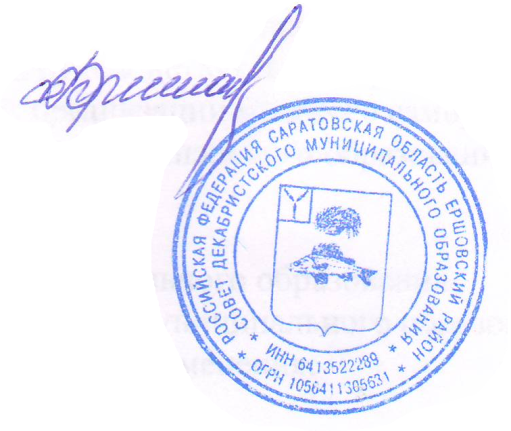 РОССИЙСКАЯ ФЕДЕРАЦИЯ САРАТОВСКАЯ ОБЛАСТЬ ЕРШОВСКИЙ РАЙОН
* СОВЕТ ДЕКАБРИСТСКОГО МУНИЦИПАЛЬНОГО ОБРАЗОВАНИЯ *
* ИНН 6413522289 *
ОГРН 1056411305631 *